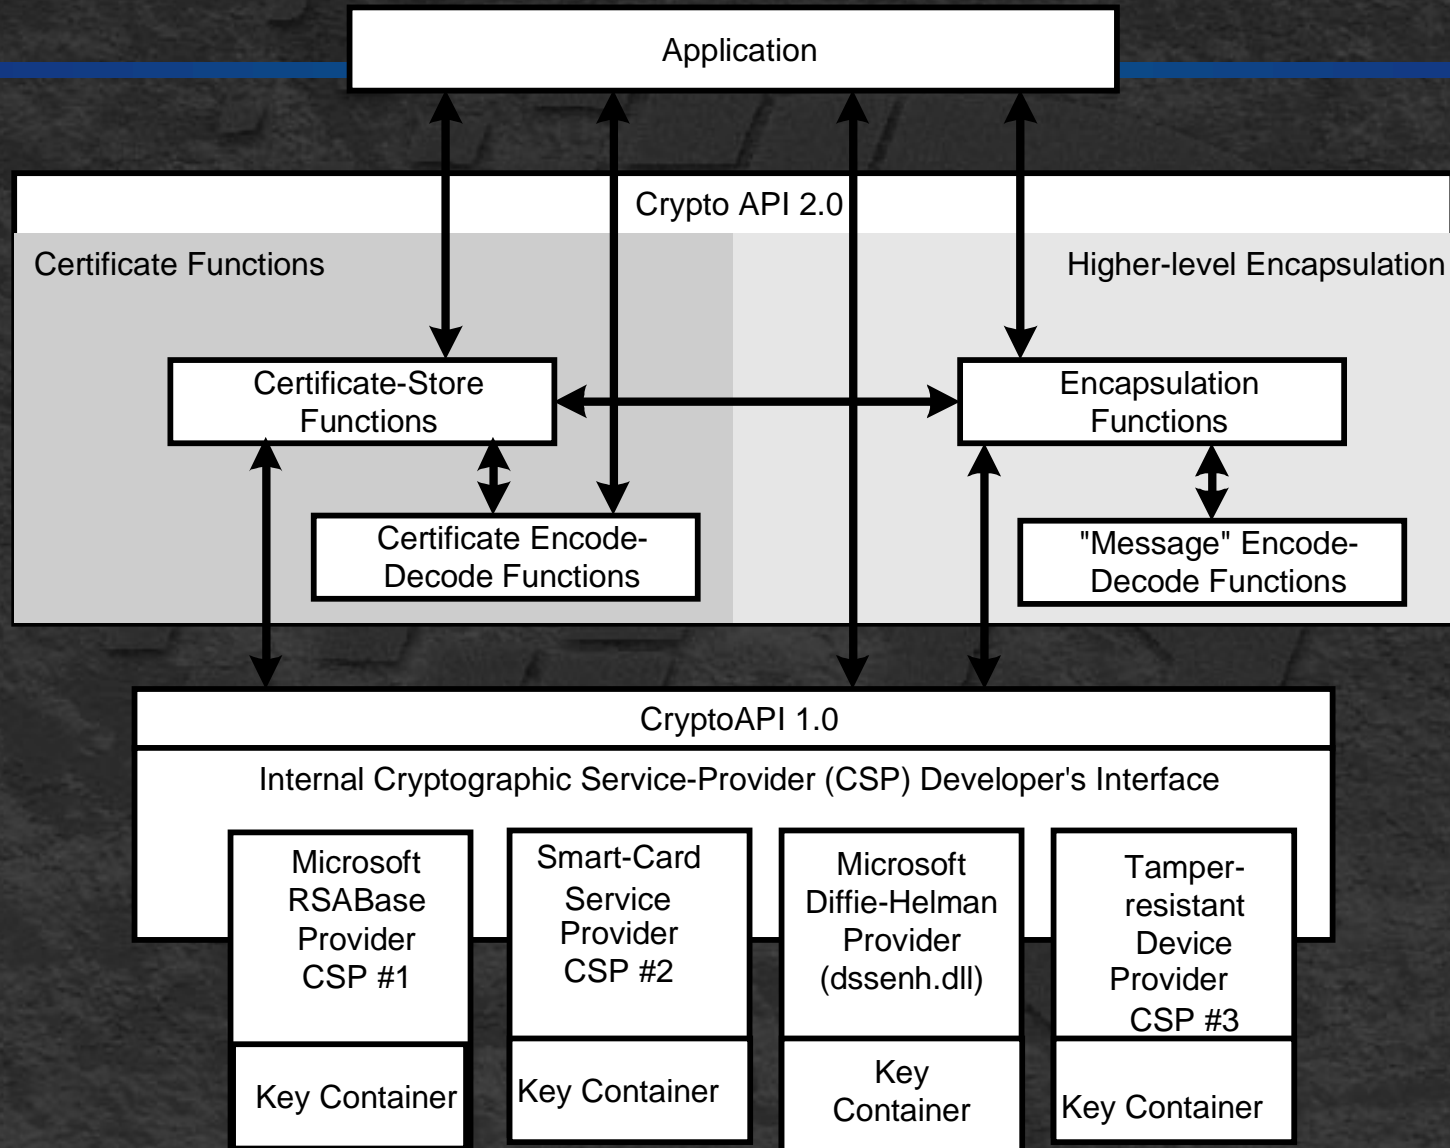 Application
Crypto API 2.0
Certificate Functions
Higher-level Encapsulation
Certificate-Store
Functions
Encapsulation
Functions
Certificate Encode-
Decode Functions
"Message" Encode-
Decode Functions
CryptoAPI 1.0
Internal Cryptographic Service-Provider (CSP) Developer's Interface
Microsoft
RSABase
Provider
CSP #1
Smart-Card
Service
Provider
CSP #2
Microsoft
Diffie-Helman
Provider
(dssenh.dll)
Tamper-
resistant
Device
Provider
CSP #3
Key Container
Key Container
Key
Container
Key Container